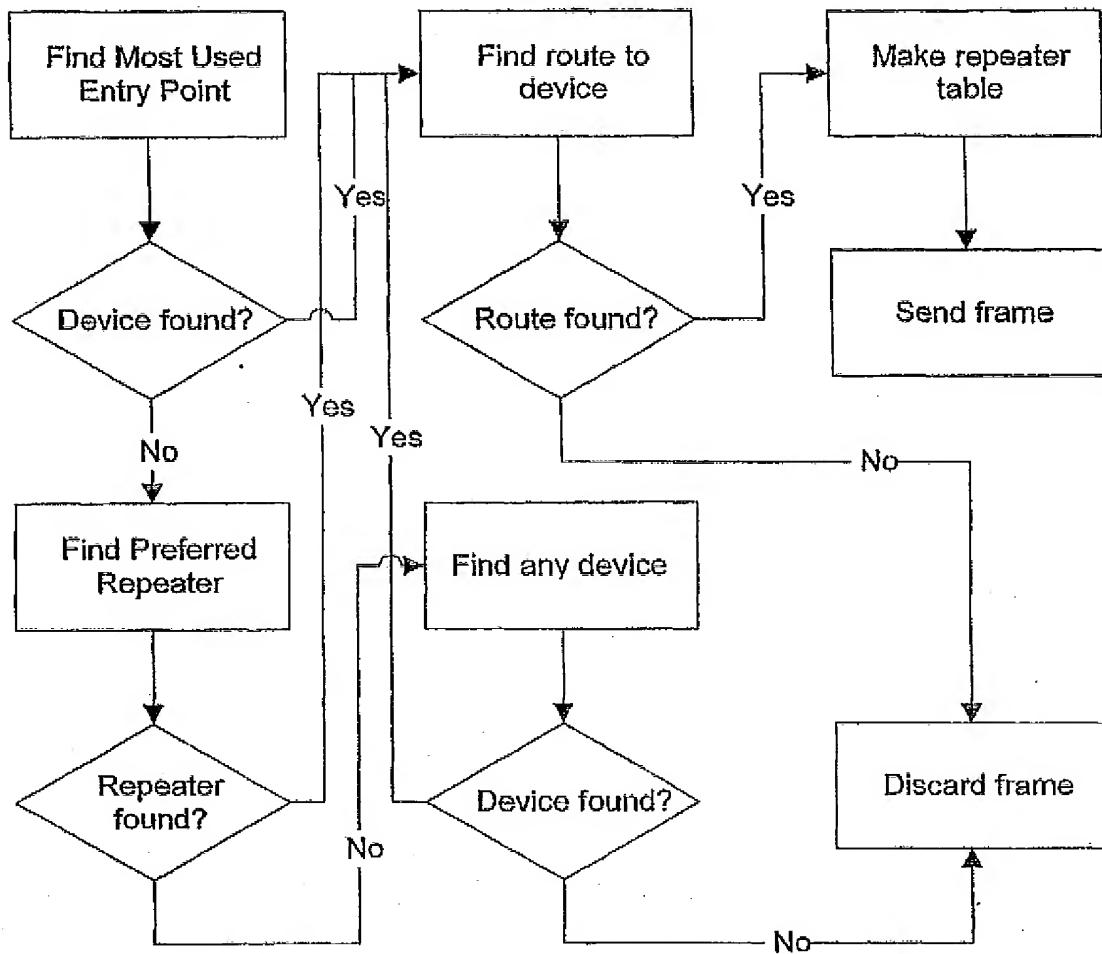 Find Most Used
Entry Point
Find route to
device
Make repeater
table
Yes
Yes
Device found?
Route found?
Send frame
Yes
Yes
No
No
Find Preferred
Repeater
Find any device
Repeater
found?
Device found?
Discard frame
No
No